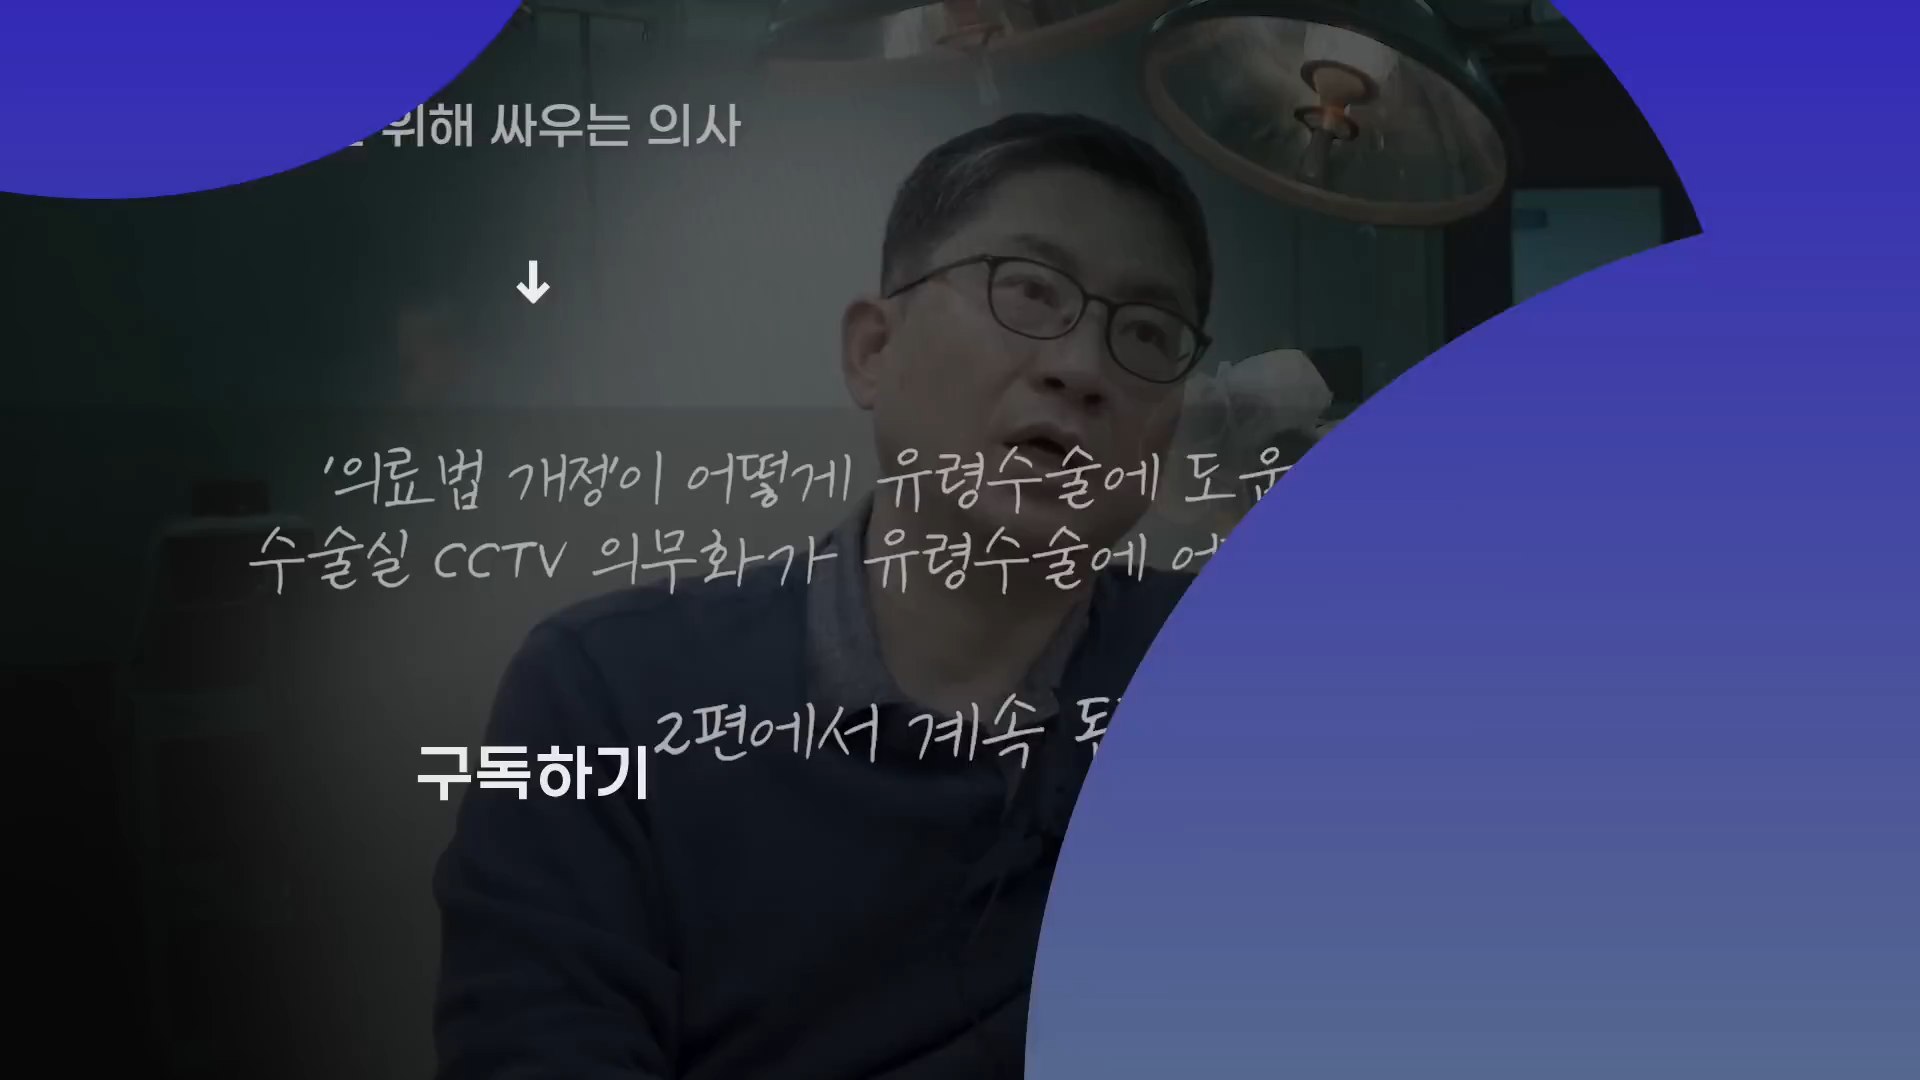 위해 싸우는 의사
↓
'의료법 개정'이 어떻게 유령수술에
수술실 CCTV 의무화가 유령수술에
2편에서 계속
구독하기